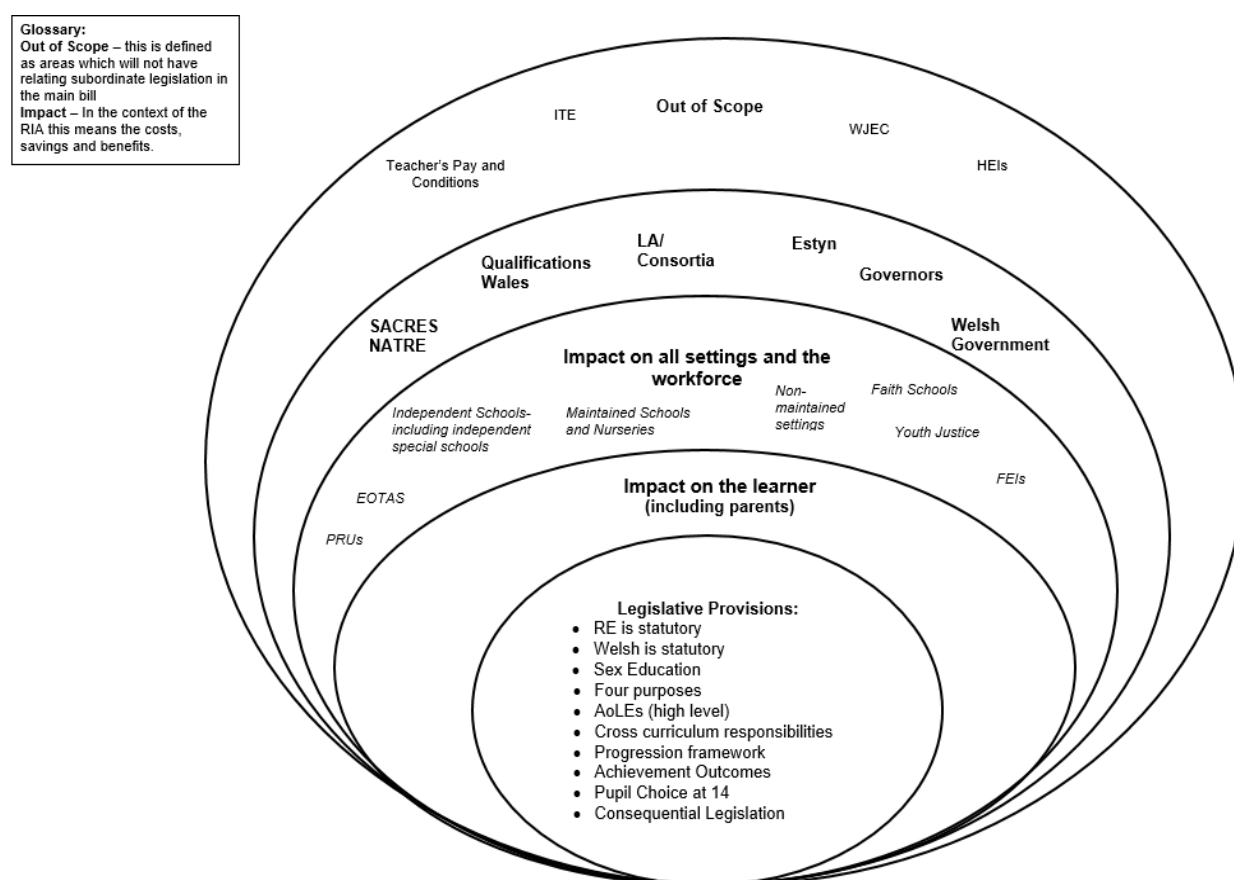 Glossary:
Out of Scope – this is defined
as areas which will not have
relating subordinate legislation in
the main bill
Impact – In the context of the
RIA this means the costs,
savings and benefits.
Out of Scope
ITE
WJEC
Teacher's Pay and
Conditions
HEIs
LA/
Consortia
Estyn
Qualifications
Wales
Governors
SACRES
NATRE
Welsh
Government
Impact on all settings and the
workforce
Independent Schools-
including independent
special schools
Maintained Schools
and Nurseries
Non-
maintained
settings
Faith Schools
Youth Justice
EOTAS
FEIs
PRUs
Impact on the learner
(including parents)
Legislative Provisions:
• RE is statutory
• Welsh is statutory
• Sex Education
• Four purposes
• AoLEs (high level)
• Cross curriculum responsibilities
• Progression framework
• Achievement Outcomes
• Pupil Choice at 14
• Consequential Legislation